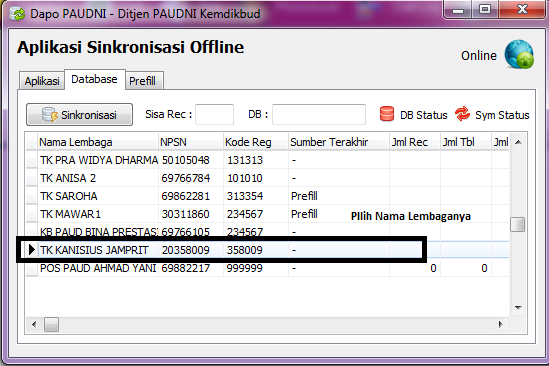 Dapo PAUDNI - Ditjen PAUDNI Kemdikbud
Aplikasi Sinkronisasi Offline
Online
Aplikasi Database Prefill
Sinkronisasi Sisa Rec : DB : DB Status Sym Status
Nama Lembaga NPSN Kode Reg Sumber Terakhir Jml Rec Jml Tbl Jml
TK PRA WIDYA DHARMA 50105048 131313 -
TK ANISA 2 69766784 101010 -
TK SAROHA 69862281 313354 Prefill
TK MAWAR1 30311860 234567 Prefill
PIlih Nama Lembaganya
KB PAUD BINA PRESTASI 69766105 234567 -
TK KANISIUS JAMPRIT 20358009 358009 -
POS PAUD AHMAD YANI 69882217 999999 - 0 0